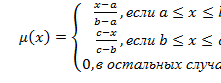 μ(x) = { x−a / b−a , если a ≤ x ≤
c−x / c−b , если b ≤ x ≤
0, в остальных случа